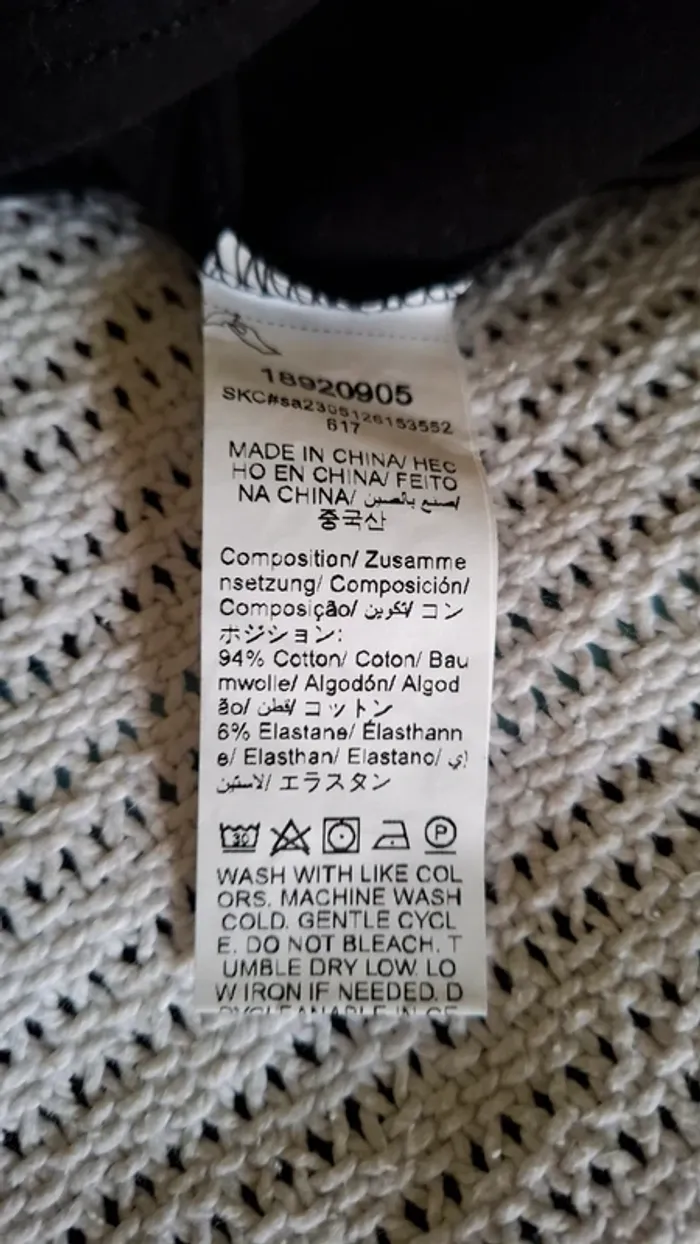 18920905
SKC#sa2305126153552
617
MADE IN CHINA/ HEC
HO EN CHINA/ FEITO
NA CHINA/ صنع بالصين/
중국산
Composition/ Zusamme
nsetzung/ Composición/
Composição/ تكوين/ コン
ポジション:
94% Cotton/ Coton/ Bau
mwolle/ Algodón/ Algod
ão/ قطن/ コットン
6% Elastane/ Élasthann
e/ Elasthan/ Elastano/ إي
لاستين/ エラスタン
30 P
WASH WITH LIKE COL
ORS. MACHINE WASH
COLD. GENTLE CYCL
E. DO NOT BLEACH. T
UMBLE DRY LOW. LO
W IRON IF NEEDED. D